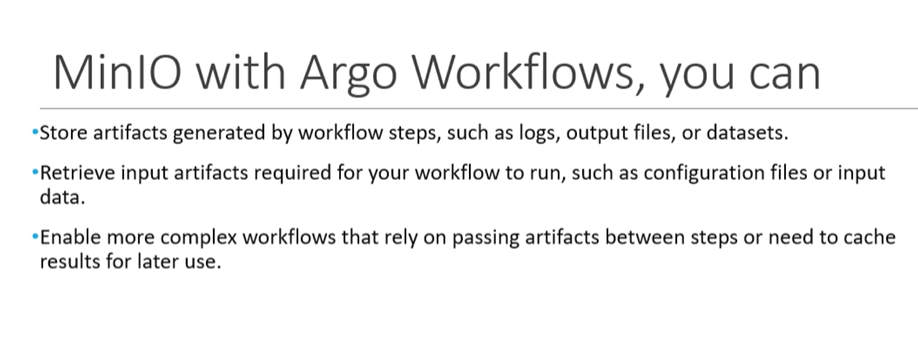 MinIO with Argo Workflows, you can
•Store artifacts generated by workflow steps, such as logs, output files, or datasets.
•Retrieve input artifacts required for your workflow to run, such as configuration files or input
data.
•Enable more complex workflows that rely on passing artifacts between steps or need to cache
results for later use.